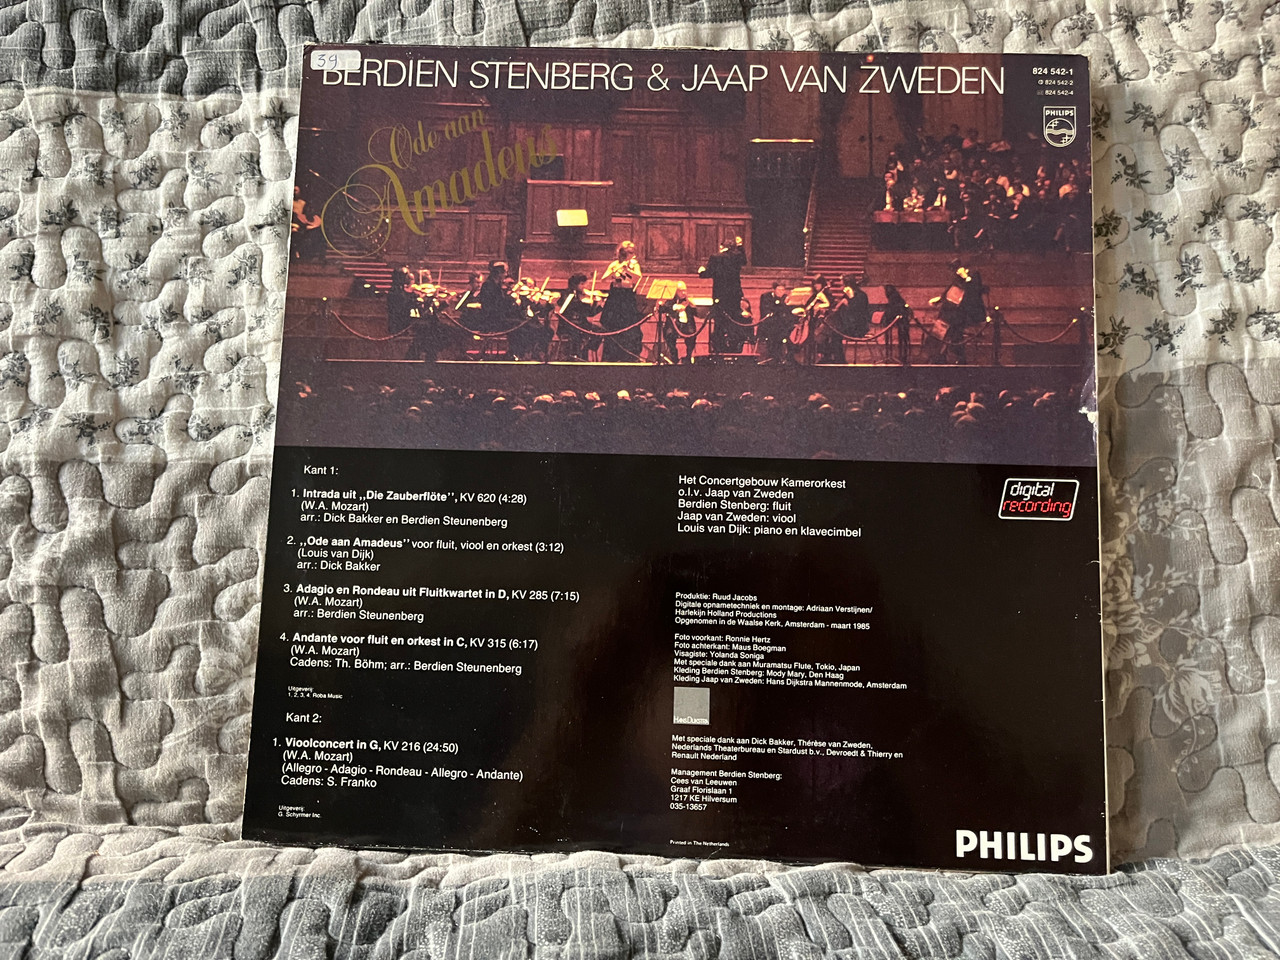 39
BERDIEN STENBERG & JAAP VAN ZWEDEN
824 542-1
824 542-2
824 542-4
PHILIPS
Ode aan
Amadeus
Kant 1:
1. Intrada uit ,,Die Zauberflöte'', KV 620 (4:28)
(W.A. Mozart)
arr.: Dick Bakker en Berdien Steunenberg
2. ,,Ode aan Amadeus'' voor fluit, viool en orkest (3:12)
(Louis van Dijk)
arr.: Dick Bakker
3. Adagio en Rondeau uit Fluitkwartet in D, KV 285 (7:15)
(W.A. Mozart)
arr.: Berdien Steunenberg
4. Andante voor fluit en orkest in C, KV 315 (6:17)
(W.A. Mozart)
Cadens: Th. Böhm; arr.: Berdien Steunenberg
Uitgeverij:
1, 2, 3, 4 Roba Music
Kant 2:
1. Vioolconcert in G, KV 216 (24:50)
(W.A. Mozart)
(Allegro - Adagio - Rondeau - Allegro - Andante)
Cadens: S. Franko
Uitgeverij:
G. Schyrmer Inc.
Het Concertgebouw Kamerorkest
o.l.v. Jaap van Zweden
Berdien Stenberg: fluit
Jaap van Zweden: viool
Louis van Dijk: piano en klavecimbel
digital
recording
Produktie: Ruud Jacobs
Digitale opnametechniek en montage: Adriaan Verstijnen/
Harlekijn Holland Productions
Opgenomen in de Waalse Kerk, Amsterdam - maart 1985
Foto voorkant: Ronnie Hertz
Foto achterkant: Maus Boegman
Visagiste: Yolanda Soniga
Met speciale dank aan Muramatsu Flute, Tokio, Japan
Kleding Berdien Stenberg: Mody Mary, Den Haag
Kleding Jaap van Zweden: Hans Dijkstra Mannenmode, Amsterdam
Hans Dijkstra
Met speciale dank aan Dick Bakker, Thérèse van Zweden,
Nederlands Theaterbureau en Stardust b.v., Devroedt & Thierry en
Renault Nederland
Management Berdien Stenberg:
Cees van Leeuwen
Graaf Florislaan 1
1217 KE Hilversum
035-13657
Printed in The Netherlands
PHILIPS